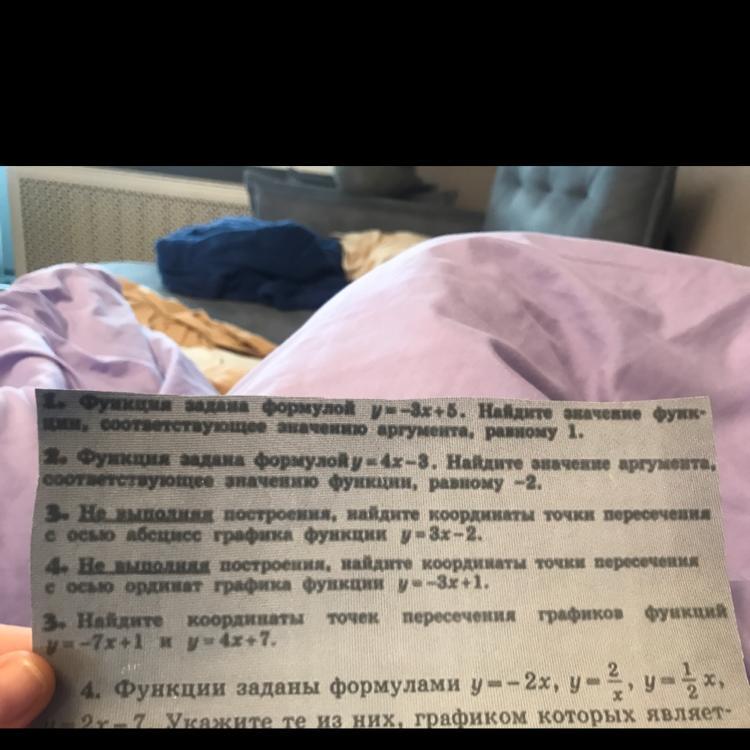 1. Функция задана формулой y=-3x+5. Найдите значение функ-
ции, соответствующее значению аргумента, равному 1.
2. Функция задана формулой y=4x-3. Найдите значение аргумента,
соответствующее значению функции, равному -2.
3. Не выполняя построения, найдите координаты точки пересечения
с осью абсцисс графика функции y=3x-2.
4. Не выполняя построения, найдите координаты точки пересечения
с осью ординат графика функции y=-3x+1.
3. Найдите координаты точек пересечения графиков функций
y=-7x+1 и y=4x+7.
4. Функции заданы формулами y=-2x, y=2/x, y=1/2 x,
y=2x-7. Укажите те из них, графиком которых являет-